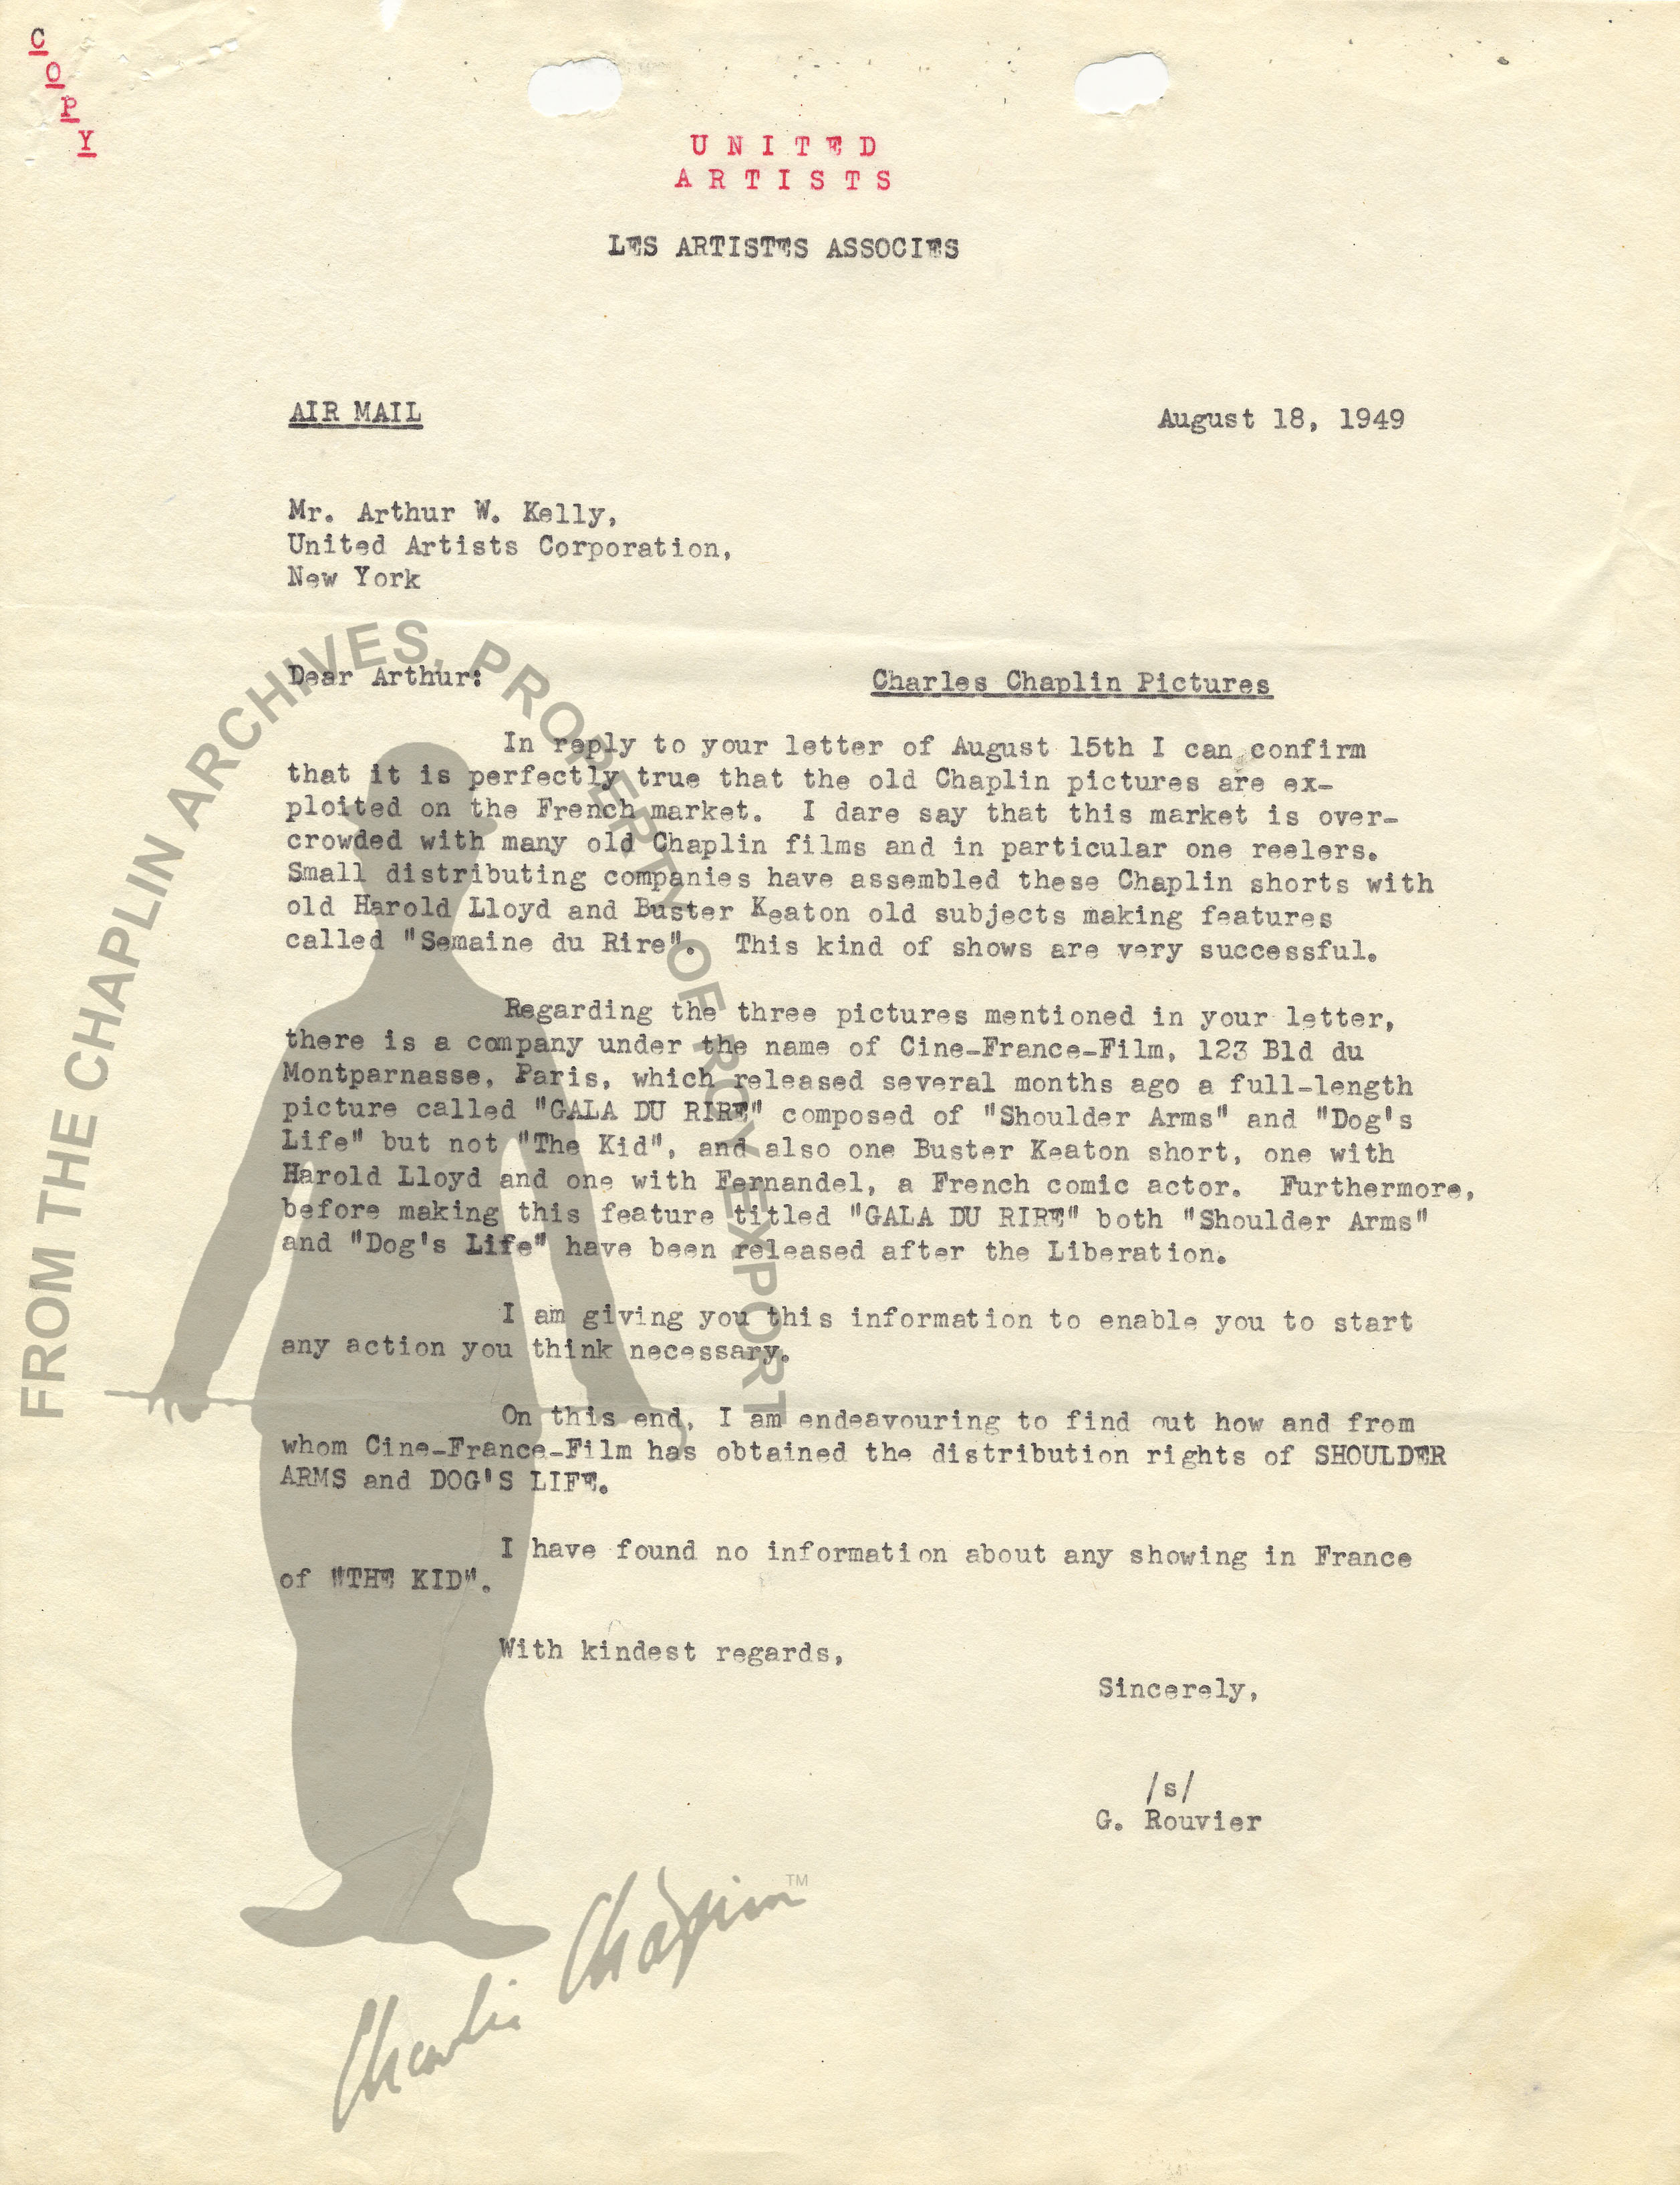 C
O
P
Y
UNITED
ARTISTS
LES ARTISTES ASSOCIES
AIR MAIL
August 18, 1949
Mr. Arthur W. Kelly,
United Artists Corporation,
New York
Dear Arthur:
Charles Chaplin Pictures
In reply to your letter of August 15th I can confirm
that it is perfectly true that the old Chaplin pictures are ex-
ploited on the French market. I dare say that this market is over-
crowded with many old Chaplin films and in particular one reelers.
Small distributing companies have assembled these Chaplin shorts with
old Harold Lloyd and Buster Keaton old subjects making features
called "Semaine du Rire". This kind of shows are very successful.
Regarding the three pictures mentioned in your letter,
there is a company under the name of Cine-France-Film, 123 Bld du
Montparnasse, Paris, which released several months ago a full-length
picture called "GALA DU RIRE" composed of "Shoulder Arms" and "Dog's
Life" but not "The Kid", and also one Buster Keaton short, one with
Harold Lloyd and one with Fernandel, a French comic actor. Furthermore,
before making this feature titled "GALA DU RIRE" both "Shoulder Arms"
and "Dog's Life" have been released after the Liberation.
I am giving you this information to enable you to start
any action you think necessary.
On this end, I am endeavouring to find out how and from
whom Cine-France-Film has obtained the distribution rights of SHOULDER
ARMS and DOG'S LIFE.
I have found no information about any showing in France
of "THE KID".
With kindest regards,
Sincerely,
/s/
G. Rouvier
FROM THE CHAPLIN ARCHIVES, PROPERTY OF ROY EXPORT
Charlie Chaplin™